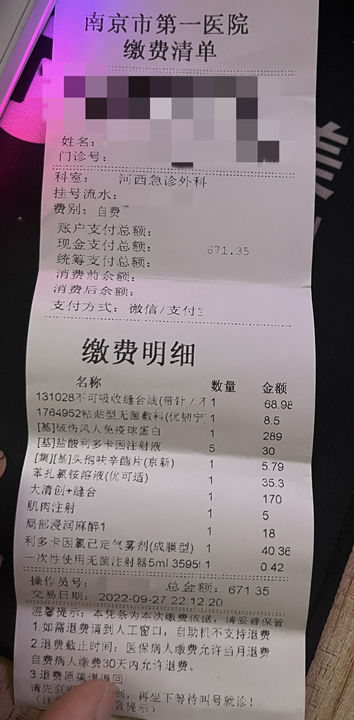 南京市第一医院
缴费清单
姓名:
门诊号:
科室: 河西急诊外科
挂号流水:
费别: 自费
账户支付总额:
现金支付总额: 671.35
统筹支付总额:
消费前余额:
消费后余额:
支付方式: 微信/支付
缴费明细
名称 数量 金额
131028不可吸收缝合线(带针/ 1 68.98
1764952粘贴型无菌敷料(优韧宁 1 8.5
[基]破伤风人免疫球蛋白 1 289
[基]盐酸利多卡因注射液 5 30
[集][基]头孢呋辛酯片(京新) 1 5.79
苯扎氯铵溶液(优可适) 1 35.3
大清创+缝合 1 170
肌肉注射 1 5
局部浸润麻醉1 1 18
利多卡因氯己定气雾剂(成膜型) 1 40.36
一次性使用无菌注射器5ml 3595 1 0.42
操作员号: 总金额: 671.35
交易日期: 2022-09-27 22:12:20
温馨提示: 本凭条为本次缴费依据, 请妥善保管
1.如需退费请到人工窗口, 自助机不支持退费
2.退费截止时间: 医保病人缴费允许当月退费
自费病人缴费30天内允许退费。
3.退费原渠道退回
请先 再坐下等待叫号就诊!
提示)